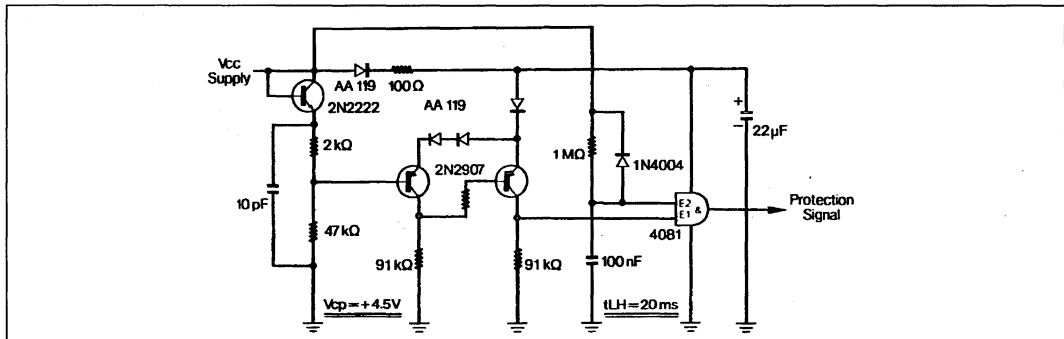 Vcc
Supply
AA 119
100Ω
2N2222
AA 119
2kΩ
2N2907
1MΩ
1N4004
+
−
22µF
10pF
47kΩ
91kΩ
91kΩ
E2
E1
&
4081
Protection
Signal
100nF
Vcp=+4.5V
tLH=20ms